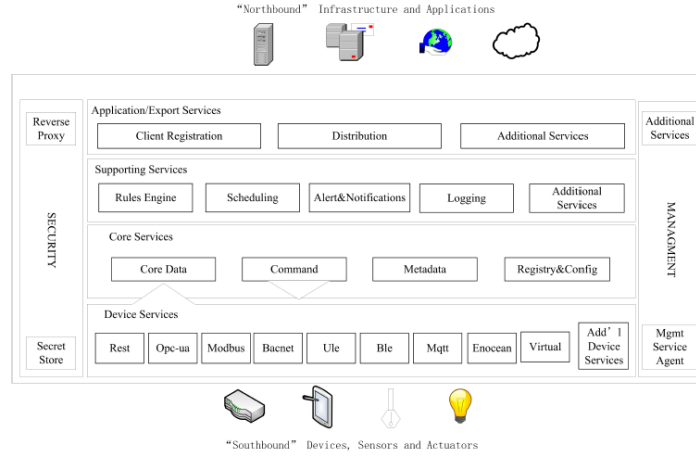 “Northbound” Infrastructure and Applications
Reverse
Proxy
SECURITY
Secret
Store
Application/Export Services
Client Registration
Distribution
Additional Services
Supporting Services
Rules Engine
Scheduling
Alert&Notifications
Logging
Additional
Services
Core Services
Core Data
Command
Metadata
Registry&Config
Device Services
Rest
Opc-ua
Modbus
Bacnet
Ule
Ble
Mqtt
Enocean
Virtual
Add’l
Device
Services
Additional
Services
MANAGMENT
Mgmt
Service
Agent
“Southbound” Devices, Sensors and Actuators